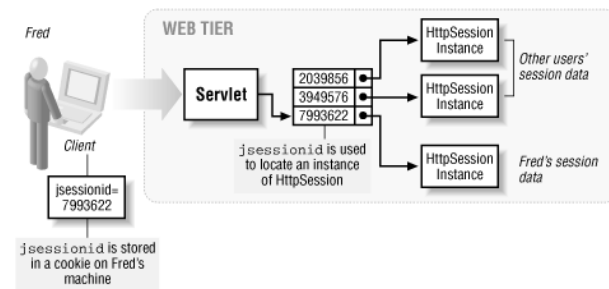 Fred
WEB TIER
Client
Servlet
2039856
3949576
7993622
HttpSession
Instance
HttpSession
Instance
HttpSession
Instance
Other users'
session data
Fred's session
data
jsessionid is used
to locate an instance
of HttpSession
jsessionid=
7993622
jsessionid is stored
in a cookie on Fred's
machine